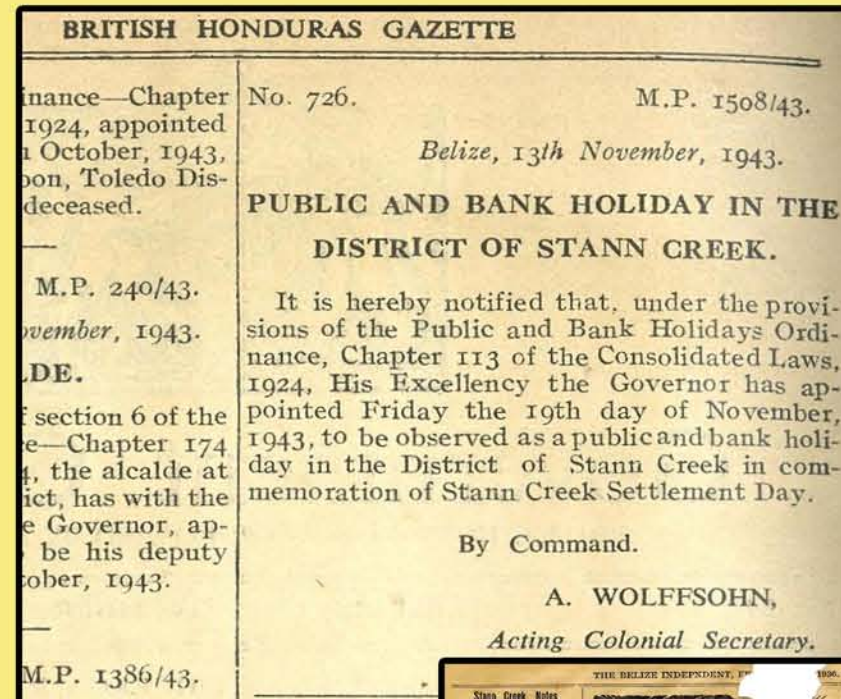 BRITISH HONDURAS GAZETTE
inance—Chapter
1924, appointed
October, 1943,
oon, Toledo Dis-
deceased.
M.P. 240/43.
ovember, 1943.
LDE.
f section 6 of the
e—Chapter 174
4, the alcalde at
ict, has with the
e Governor, ap-
be his deputy
tober, 1943.
M.P. 1386/43.
No. 726. M.P. 1508/43.
Belize, 13th November, 1943.
PUBLIC AND BANK HOLIDAY IN THE
DISTRICT OF STANN CREEK.
It is hereby notified that, under the provi-
sions of the Public and Bank Holidays Ordi-
nance, Chapter 113 of the Consolidated Laws,
1924, His Excellency the Governor has ap-
pointed Friday the 19th day of November,
1943, to be observed as a public and bank holi-
day in the District of Stann Creek in com-
memoration of Stann Creek Settlement Day.
By Command.
A. WOLFFSOHN,
Acting Colonial Secretary.
THE BELIZE INDEPNDENT, 1936.
Stann Creek Notes